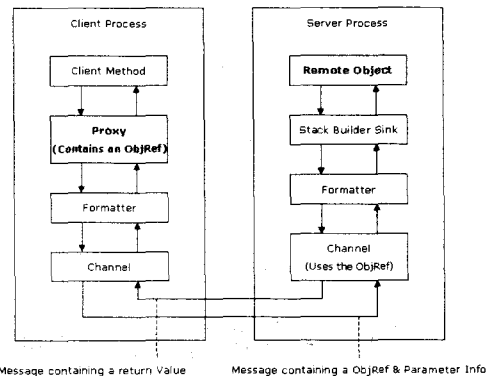 Client Process
Client Method
Proxy
(Contains an ObjRef)
Formatter
Channel
Server Process
Remote Object
Stack Builder Sink
Formatter
Channel
(Uses the ObjRef)
Message containing a return Value
Message containing a ObjRef & Parameter Info